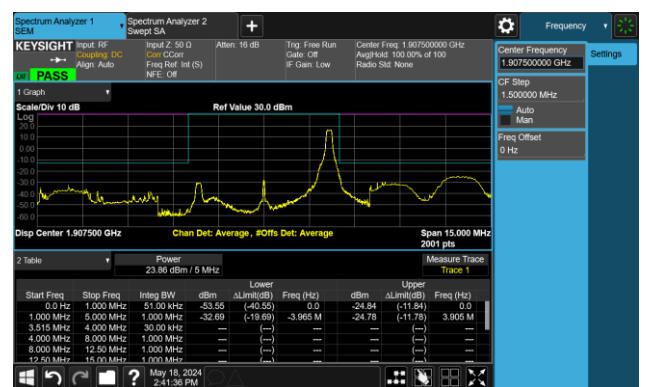 Spectrum Analyzer 1
SEM
Spectrum Analyzer 2
Swept SA
+
Frequency
KEYSIGHT
Input: RF
Coupling: DC
Align: Auto
Input Z: 50 Ω
Corr CCorr
Freq Ref: Int (S)
NFE: Off
Atten: 16 dB
Trig: Free Run
Gate: Off
IF Gain: Low
Center Freq: 1.907500000 GHz
Avg|Hold: 100.00% of 100
Radio Std: None
PASS
Center Frequency
1.907500000 GHz
Settings
CF Step
1.500000 MHz
Auto
Man
Freq Offset
0 Hz
1 Graph
Scale/Div 10 dB
Ref Value 30.0 dBm
Log
20.0
10.0
0.00
-10.0
-20.0
-30.0
-40.0
-50.0
-60.0
Disp Center 1.907500 GHz
Chan Det: Average, #Offs Det: Average
Span 15.000 MHz
2001 pts
2 Table
Power
23.86 dBm / 5 MHz
Measure Trace
Trace 1
Lower Upper
Start Freq Stop Freq Integ BW dBm ΔLimit(dB) Freq (Hz) dBm ΔLimit(dB) Freq (Hz)
0.0 Hz 1.000 MHz 51.00 kHz -53.55 (-40.55) 0.0 -24.84 (-11.84) 0.0
1.000 MHz 5.000 MHz 1.000 MHz -32.69 (-19.69) -3.965 M -24.78 (-11.78) 3.905 M
3.515 MHz 4.000 MHz 30.00 kHz --- (---) --- --- (---) ---
4.000 MHz 8.000 MHz 1.000 MHz --- (---) --- --- (---) ---
8.000 MHz 12.50 MHz 1.000 MHz --- (---) --- --- (---) ---
12.50 MHz 15.00 MHz 1.000 MHz --- (---) --- --- (---) ---
?
May 18, 2024
2:41:36 PM